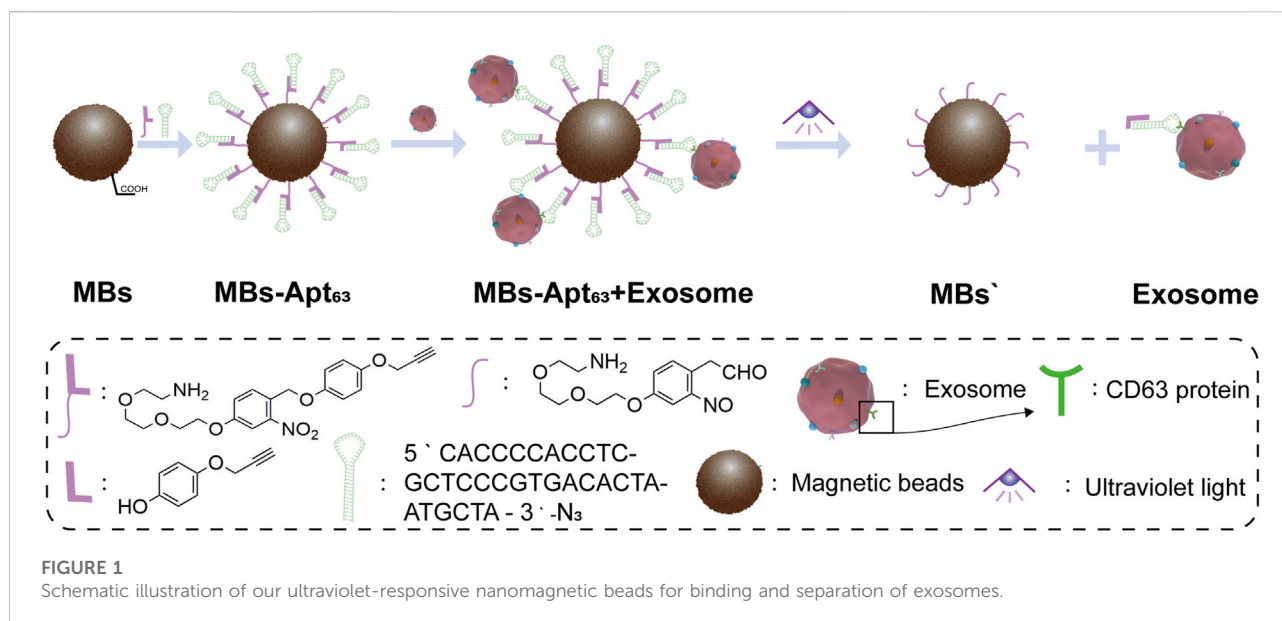 COOH
MBs
MBs-Apt₆₃
MBs-Apt₆₃+Exosome
MBs`
Exosome
:
NH₂
O
O
O
NO₂
O
O
:
NH₂
O
O
O
CHO
NO
: Exosome
: CD63 protein
:
HO
O
:
5 ` CACCCCACCTC-
GCTCCCGTGACACTA-
ATGCTA - 3 ` -N₃
: Magnetic beads
: Ultraviolet light
FIGURE 1
Schematic illustration of our ultraviolet-responsive nanomagnetic beads for binding and separation of exosomes.